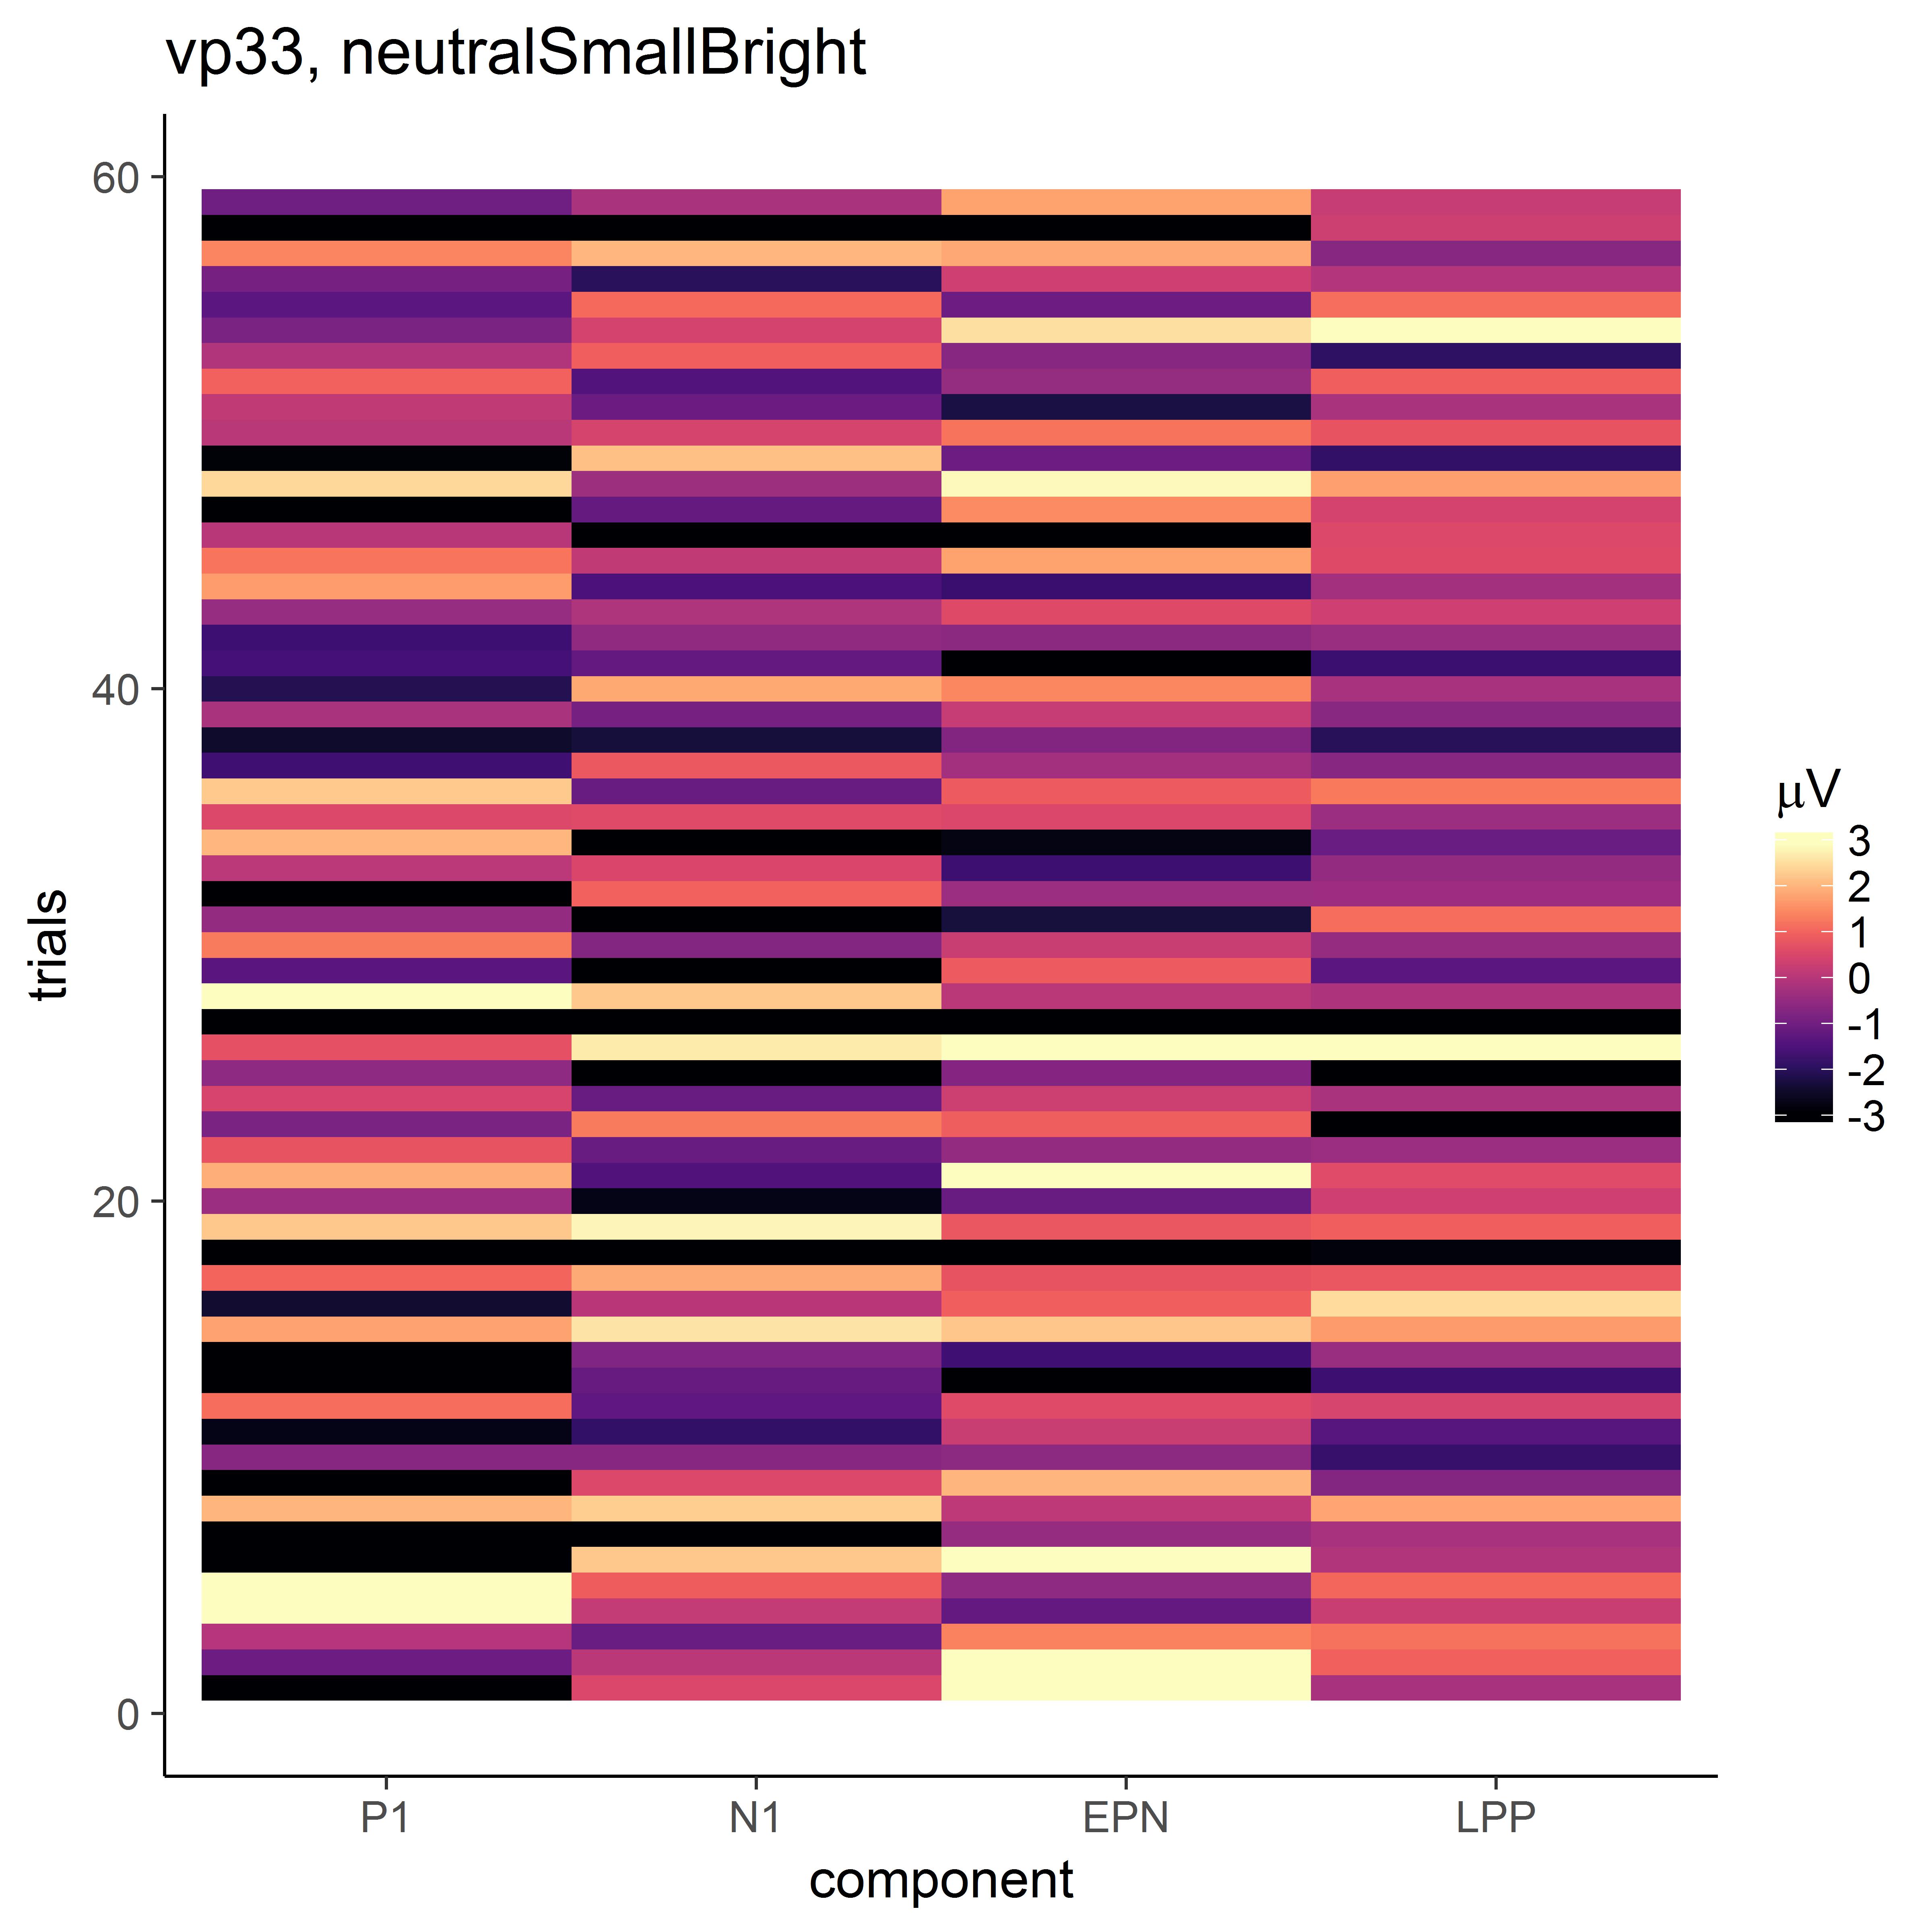 vp33, neutralSmallBright
60
40
20
0
trials
P1 N1 EPN LPP
component
μV
3
2
1
0
-1
-2
-3